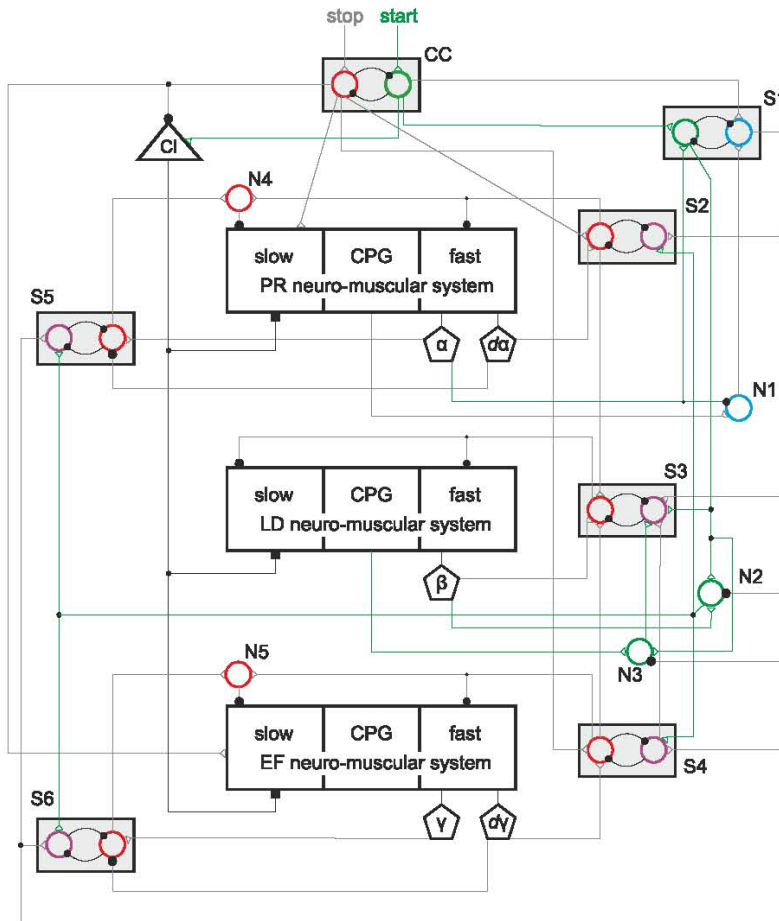 stop start
CC
S1
CI
N4
S2
slow CPG fast
PR neuro-muscular system
S5
α dα
N1
S3
slow CPG fast
LD neuro-muscular system
β
N2
N5
N3
slow CPG fast
EF neuro-muscular system
S4
S6
γ dγ